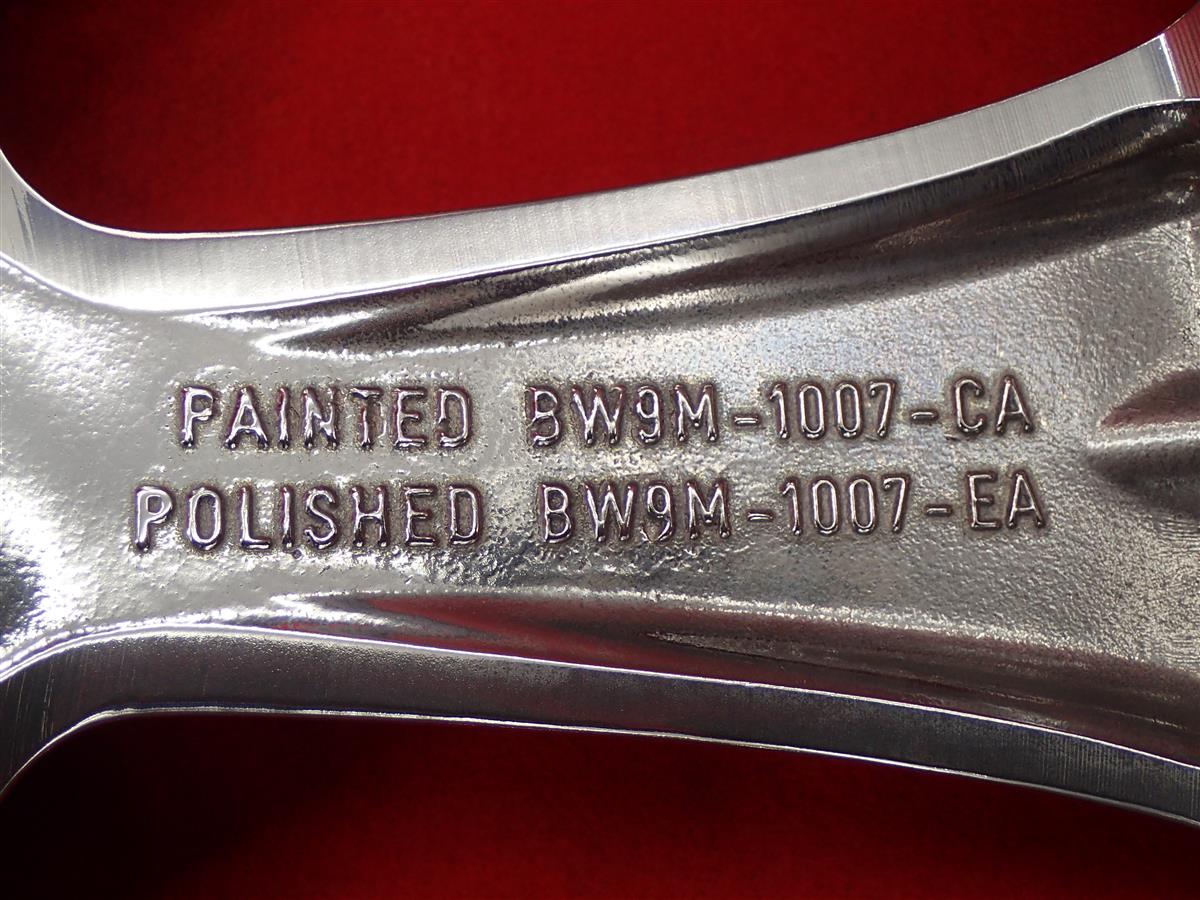 PAINTED BW9M-1007-CA
POLISHED BW9M-1007-EA